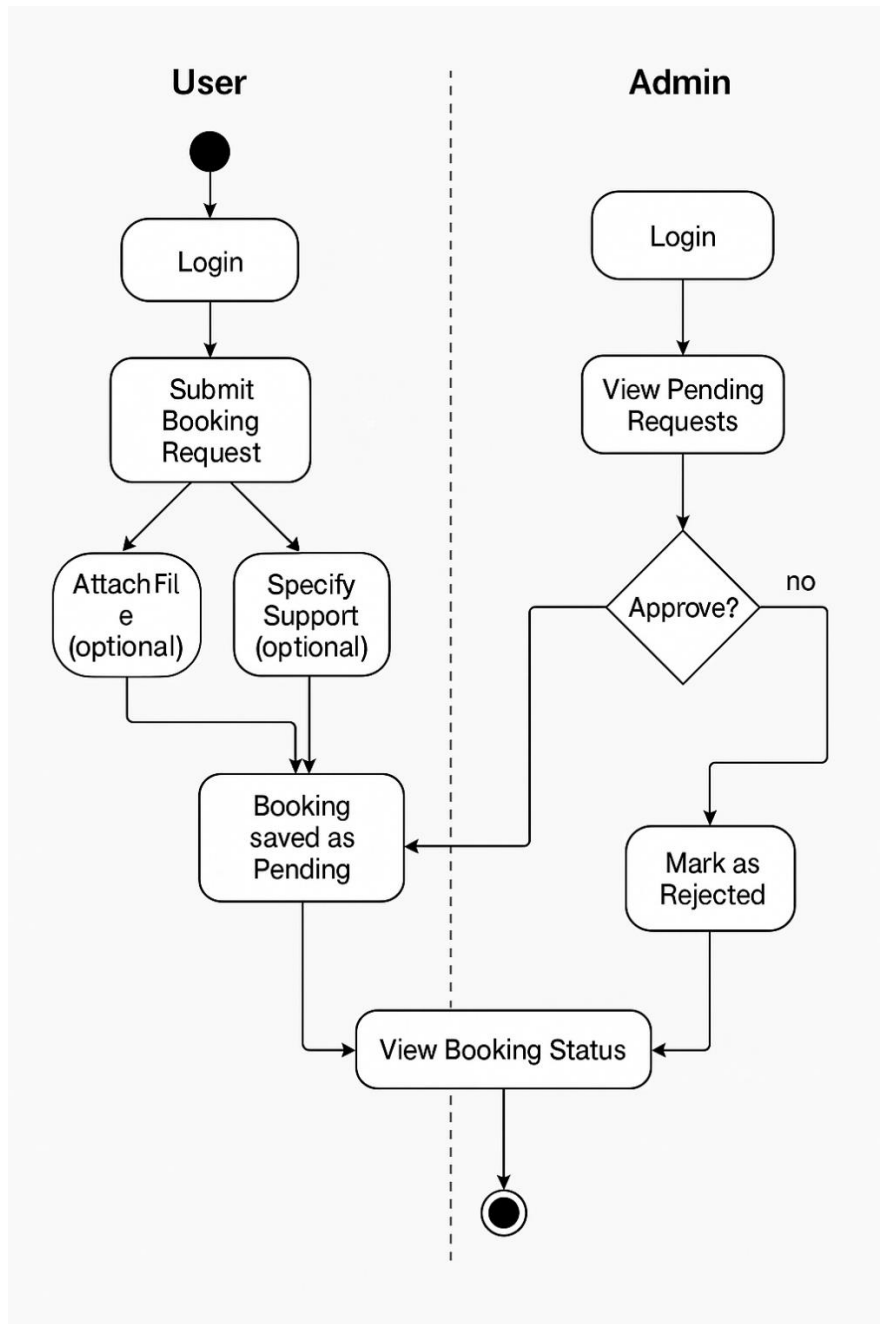 User
Admin
Login
Login
Submit
Booking
Request
View Pending
Requests
Attach Fil
e
(optional)
Specify
Support
(optional)
Approve?
no
Booking
saved as
Pending
Mark as
Rejected
View Booking Status